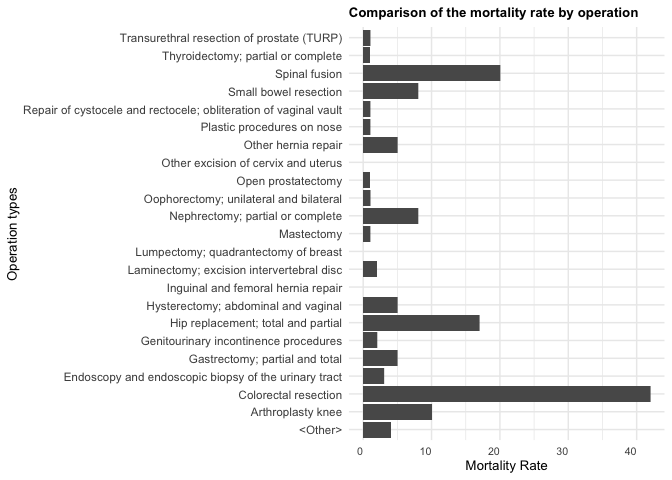 Comparison of the mortality rate by operation
Operation types
Transurethral resection of prostate (TURP)
Thyroidectomy; partial or complete
Spinal fusion
Small bowel resection
Repair of cystocele and rectocele; obliteration of vaginal vault
Plastic procedures on nose
Other hernia repair
Other excision of cervix and uterus
Open prostatectomy
Oophorectomy; unilateral and bilateral
Nephrectomy; partial or complete
Mastectomy
Lumpectomy; quadrantectomy of breast
Laminectomy; excision intervertebral disc
Inguinal and femoral hernia repair
Hysterectomy; abdominal and vaginal
Hip replacement; total and partial
Genitourinary incontinence procedures
Gastrectomy; partial and total
Endoscopy and endoscopic biopsy of the urinary tract
Colorectal resection
Arthroplasty knee
<Other>
0 10 20 30 40
Mortality Rate